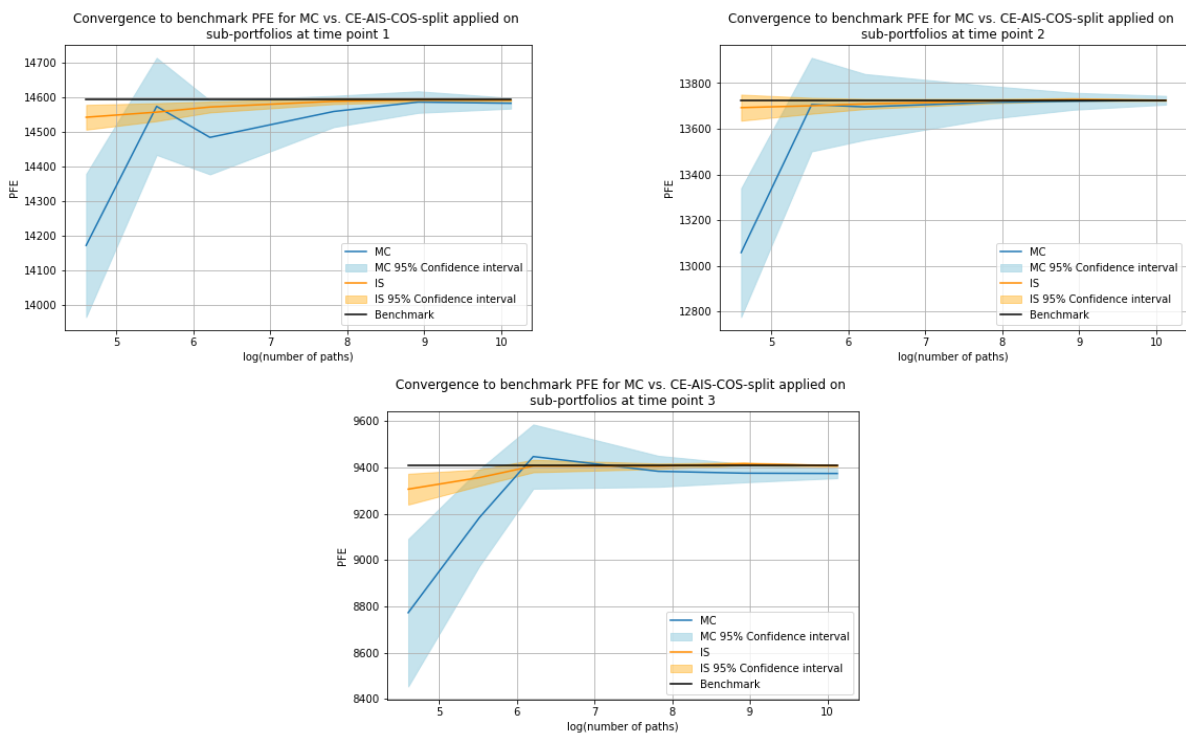 Convergence to benchmark PFE for MC vs. CE-AIS-COS-split applied on
sub-portfolios at time point 1
14700
14600
14500
14400
14300
14200
14100
14000
PFE
5
6
7
8
9
10
log(number of paths)
MC
MC 95% Confidence interval
IS
IS 95% Confidence interval
Benchmark
Convergence to benchmark PFE for MC vs. CE-AIS-COS-split applied on
sub-portfolios at time point 2
13800
13600
13400
13200
13000
12800
PFE
5
6
7
8
9
10
log(number of paths)
MC
MC 95% Confidence interval
IS
IS 95% Confidence interval
Benchmark
Convergence to benchmark PFE for MC vs. CE-AIS-COS-split applied on
sub-portfolios at time point 3
9600
9400
9200
9000
8800
8600
8400
PFE
5
6
7
8
9
10
log(number of paths)
MC
MC 95% Confidence interval
IS
IS 95% Confidence interval
Benchmark